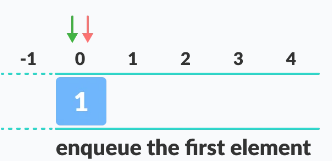 -1 0 1 2 3 4
1
enqueue the first element